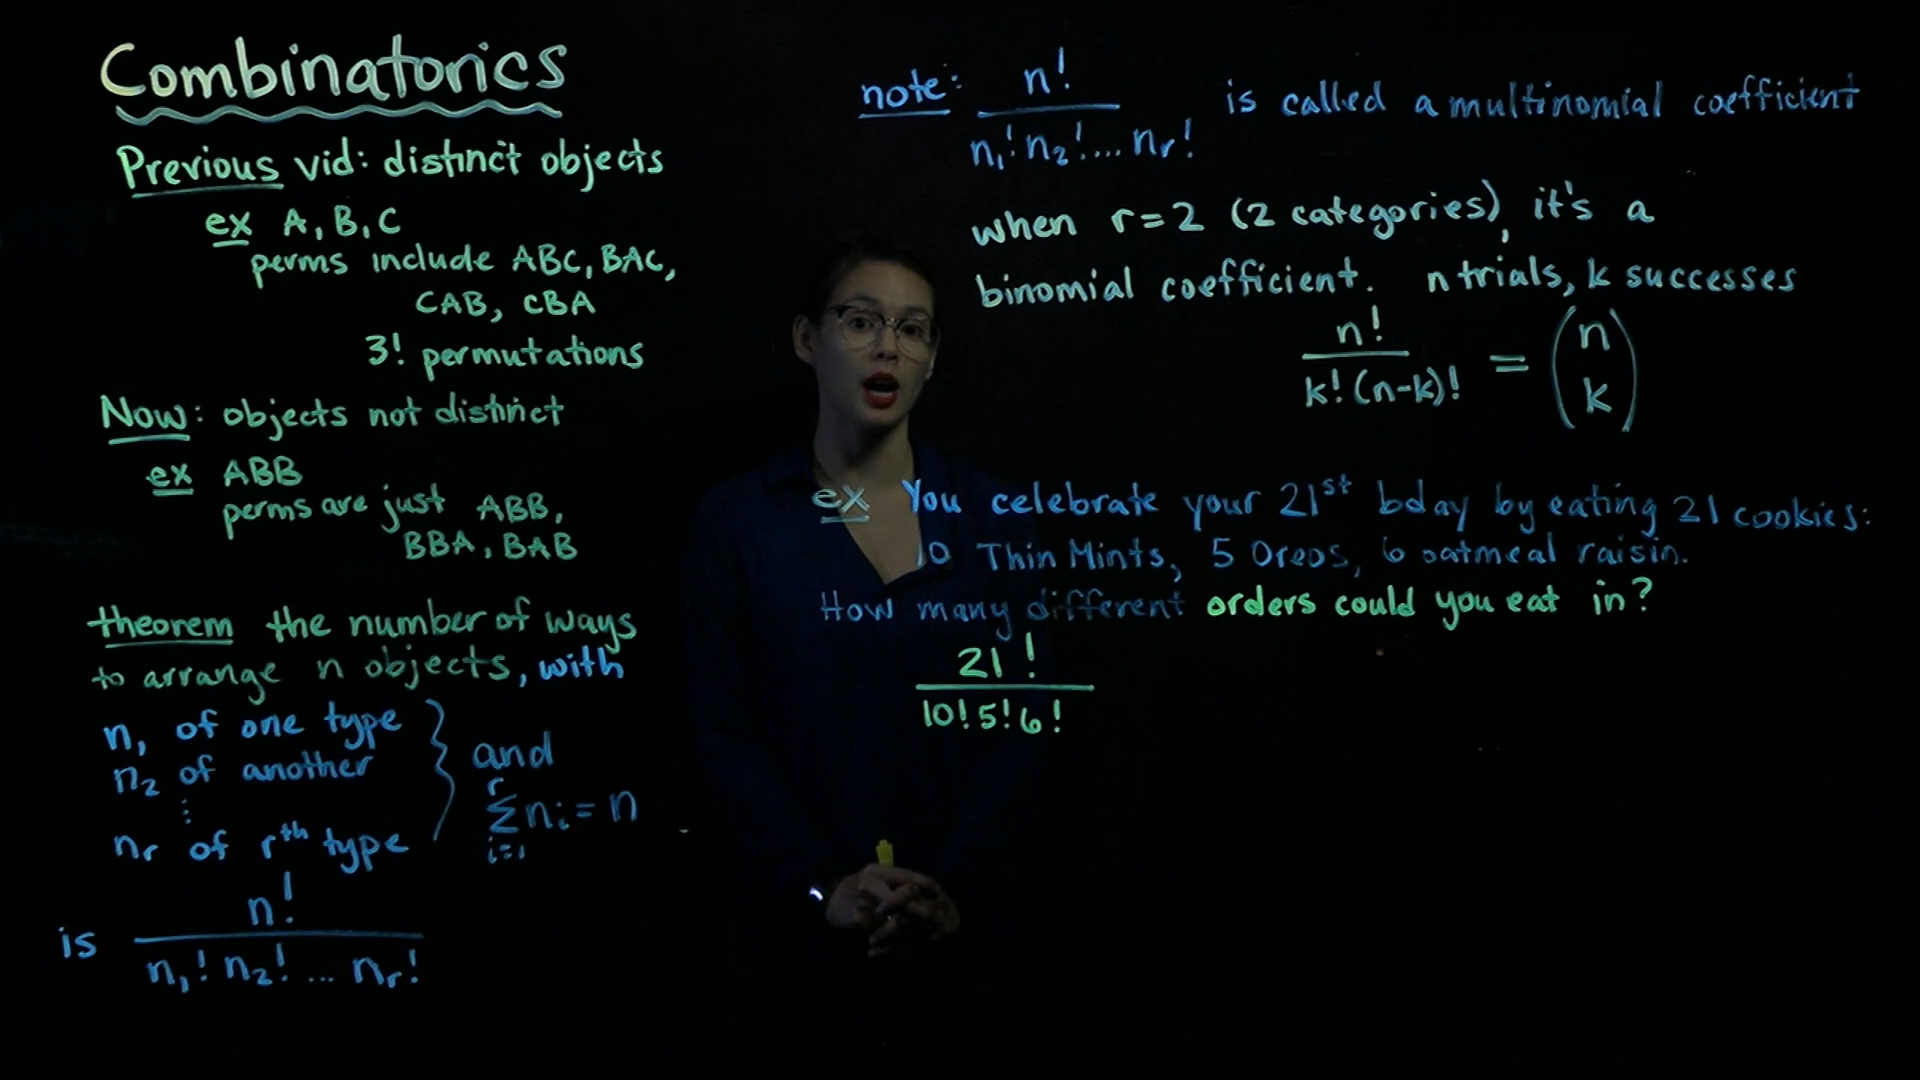 Combinatorics
Previous vid: distinct objects
ex A, B, C
perms include ABC, BAC,
CAB, CBA
3! permutations
Now: objects not distinct
ex ABB
perms are just ABB,
BBA, BAB
theorem the number of ways
to arrange n objects, with
n₁ of one type
n₂ of another
⋮
nᵣ of rᵗʰ type
} and
∑ᵢ₌₁ʳ nᵢ = n
is n! / (n₁! n₂! ... nᵣ!)
note: n! / (n₁! n₂! ... nᵣ!) is called a multinomial coefficient
when r=2 (2 categories), it's a
binomial coefficient. n trials, k successes
n! / (k! (n-k)!) = (n k)
ex You celebrate your 21ˢᵗ bday by eating 21 cookies:
10 Thin Mints, 5 Oreos, 6 oatmeal raisin.
How many different orders could you eat in?
21! / (10! 5! 6!)